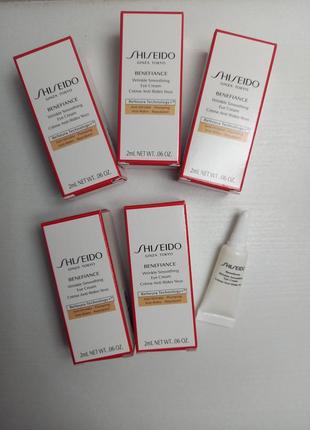 SHISEIDO
GINZA TOKYO
BENEFIANCE
Wrinkle Smoothing
Eye Cream
Crème Anti-Rides Yeux
ReNeura Technology+™
2ml NET WT. .06 OZ.
SHISEIDO
GINZA TOKYO
BENEFIANCE
Wrinkle Smoothing
Eye Cream
Crème Anti-Rides Yeux
ReNeura Technology+™
2ml NET WT. .06 OZ.
SHISEIDO
GINZA TOKYO
BENEFIANCE
Wrinkle Smoothing
Eye Cream
Crème Anti-Rides Yeux
ReNeura Technology+™
2ml NET WT. .06 OZ.
SHISEIDO
GINZA TOKYO
BENEFIANCE
Wrinkle Smoothing
Eye Cream
Crème Anti-Rides Yeux
ReNeura Technology+™
2ml NET WT. .06 OZ.
SHISEIDO
GINZA TOKYO
BENEFIANCE
Wrinkle Smoothing
Eye Cream
Crème Anti-Rides Yeux
ReNeura Technology+™
2ml NET WT. .06 OZ.
SHISEIDO